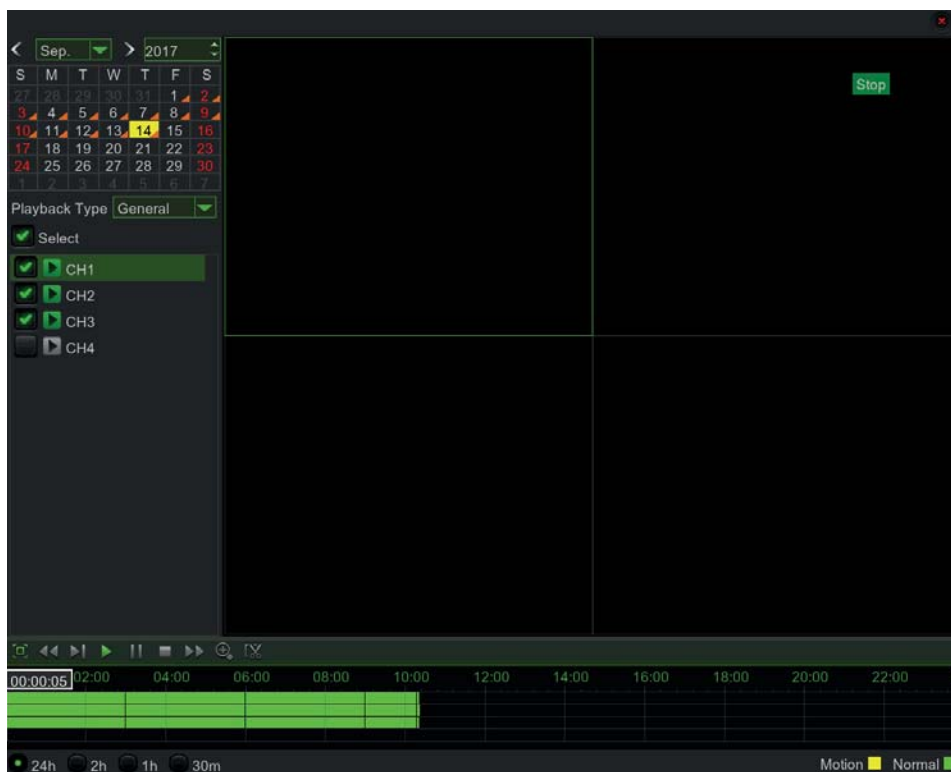 Sep. 2017
S M T W T F S
27 28 29 30 31 1 2
3 4 5 6 7 8 9
10 11 12 13 14 15 16
17 18 19 20 21 22 23
24 25 26 27 28 29 30
1 2 3 4 5 6 7
Playback Type General
Select
CH1
CH2
CH3
CH4
Stop
00:00:05 02:00 04:00 06:00 08:00 10:00 12:00 14:00 16:00 18:00 20:00 22:00
24h 2h 1h 30m Motion Normal